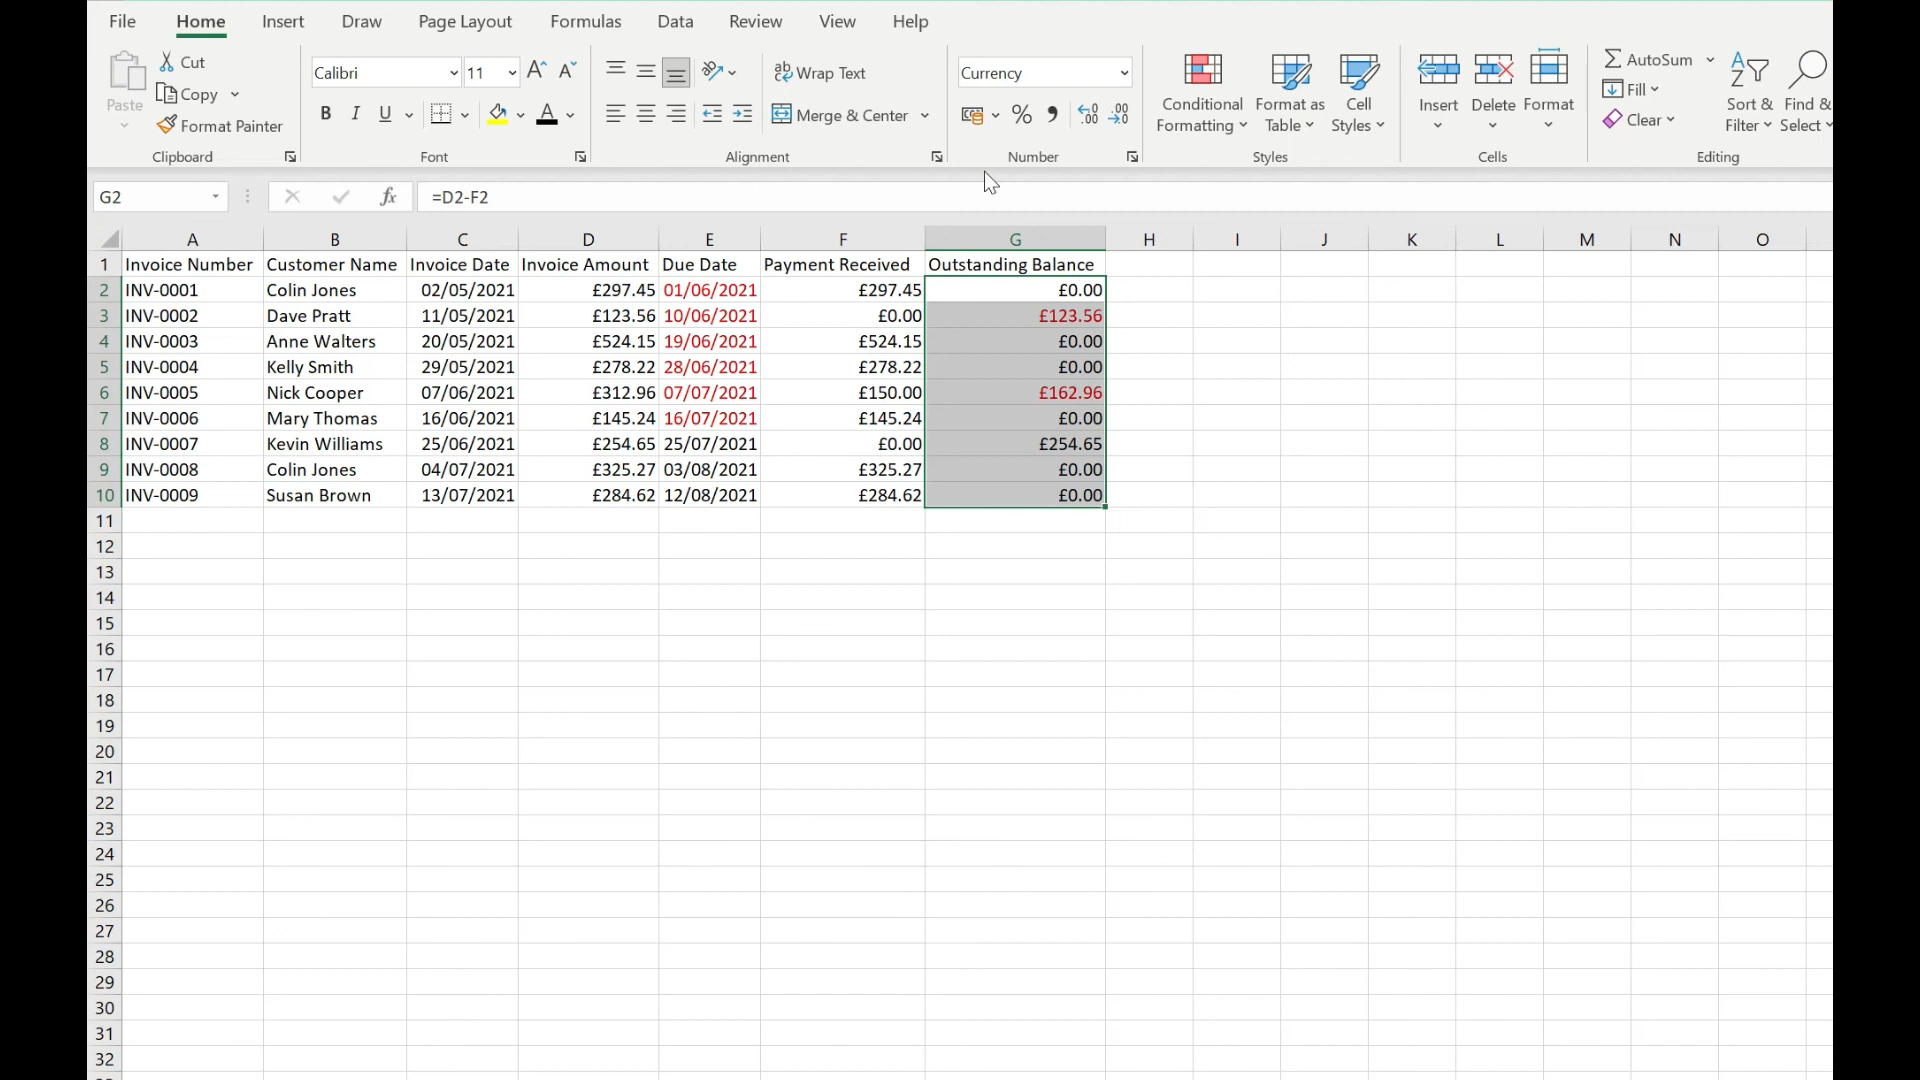 File Home Insert Draw Page Layout Formulas Data Review View Help
Paste Cut Copy Format Painter Clipboard
Calibri 11 B I U A Font
Wrap Text Merge & Center Alignment
Currency % Number
Conditional Formatting Format as Table Cell Styles Styles
Insert Delete Format Cells
AutoSum Fill Clear Sort & Filter Find & Select Editing
G2 fx =D2-F2
A B C D E F G H I J K L M N O
1 Invoice Number Customer Name Invoice Date Invoice Amount Due Date Payment Received Outstanding Balance
2 INV-0001 Colin Jones 02/05/2021 £297.45 01/06/2021 £297.45 £0.00
3 INV-0002 Dave Pratt 11/05/2021 £123.56 10/06/2021 £0.00 £123.56
4 INV-0003 Anne Walters 20/05/2021 £524.15 19/06/2021 £524.15 £0.00
5 INV-0004 Kelly Smith 29/05/2021 £278.22 28/06/2021 £278.22 £0.00
6 INV-0005 Nick Cooper 07/06/2021 £312.96 07/07/2021 £150.00 £162.96
7 INV-0006 Mary Thomas 16/06/2021 £145.24 16/07/2021 £145.24 £0.00
8 INV-0007 Kevin Williams 25/06/2021 £254.65 25/07/2021 £0.00 £254.65
9 INV-0008 Colin Jones 04/07/2021 £325.27 03/08/2021 £325.27 £0.00
10 INV-0009 Susan Brown 13/07/2021 £284.62 12/08/2021 £284.62 £0.00
11
12
13
14
15
16
17
18
19
20
21
22
23
24
25
26
27
28
29
30
31
32